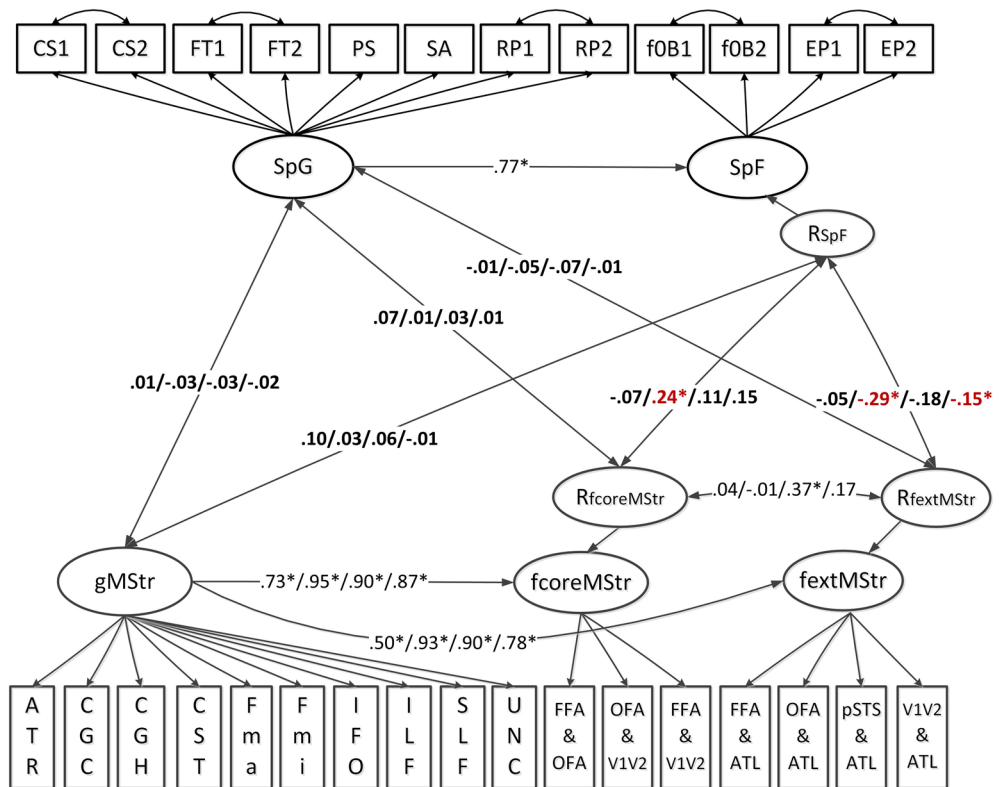 CS1 CS2 FT1 FT2 PS SA RP1 RP2 f0B1 f0B2 EP1 EP2
SpG .77* SpF
RSpF
-.01/-.05/-.07/-.01
.07/.01/.03/.01
.01/-.03/-.03/-.02
-.07/.24*/.11/.15
-.05/-.29*/-.18/-.15*
.10/.03/.06/-.01
RfcoreMStr .04/-.01/.37*/.17 RfextMStr
gMStr .73*/.95*/.90*/.87* fcoreMStr fextMStr
.50*/.93*/.90*/.78*
ATR CGC CGH CST Fma Fmi IFO ILF SLF UNC
FFA & OFA
OFA & V1V2
FFA & V1V2
FFA & ATL
OFA & ATL
pSTS & ATL
V1V2 & ATL